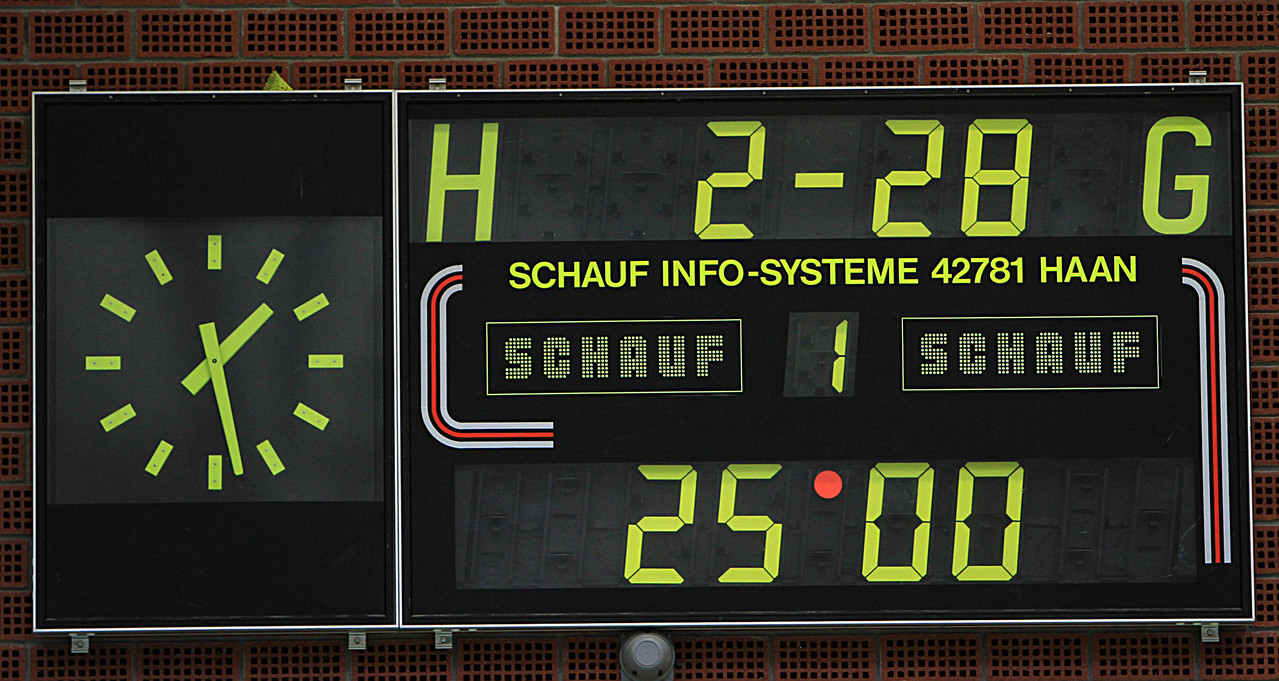 H 2-28 G
SCHAUF INFO-SYSTEME 42781 HAAN
SCHAUF 1 SCHAUF
25 00